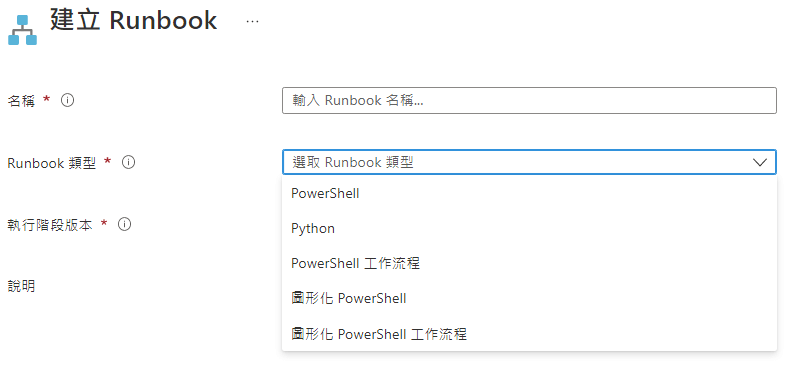 建立 Runbook ...
名稱 *
輸入 Runbook 名稱...
Runbook 類型 *
選取 Runbook 類型
PowerShell
執行階段版本 *
Python
PowerShell 工作流程
說明
圖形化 PowerShell
圖形化 PowerShell 工作流程